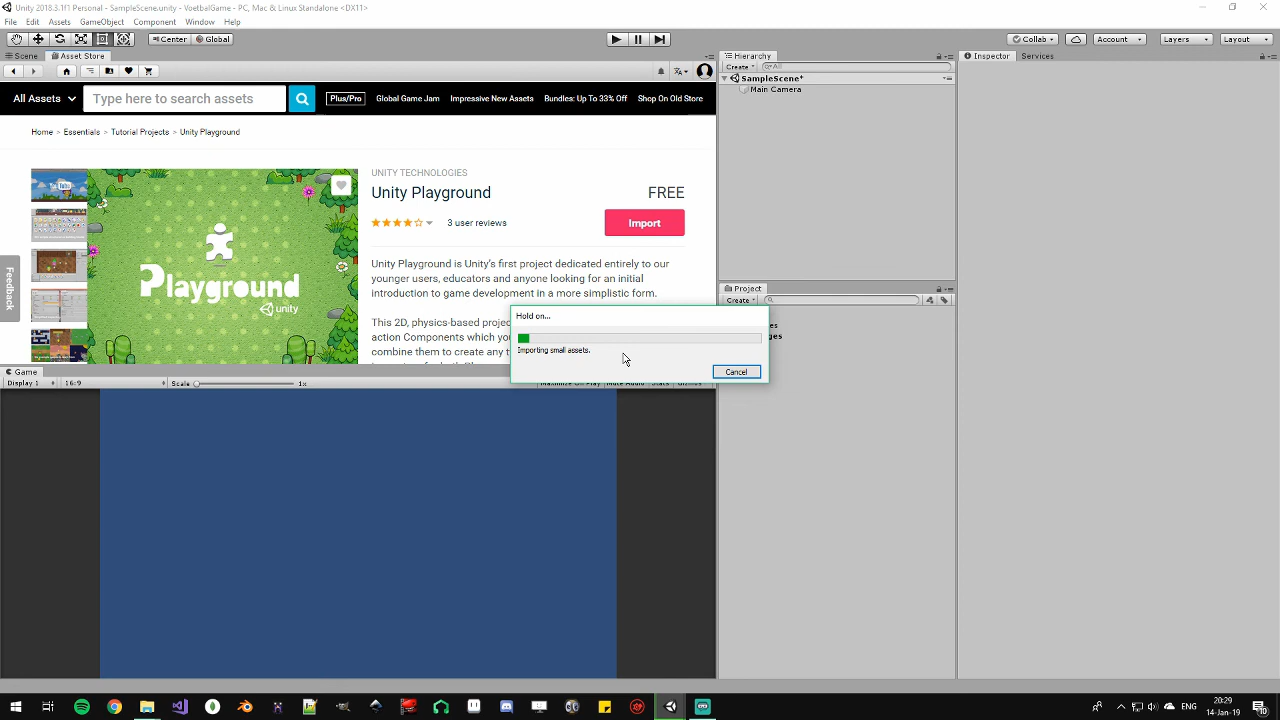 Unity 2018.3.1f1 Personal - SampleScene.unity - VoetbalGame - PC, Mac & Linux Standalone <DX11>
File Edit Assets GameObject Component Window Help
Center Global
Collab Account Layers Layout
Scene Asset Store
Hierarchy
Inspector Services
Create All
SampleScene*
Main Camera
All Assets Type here to search assets Plus/Pro Global Game Jam Impressive New Assets Bundles: Up To 33% Off Shop On Old Store
Home > Essentials > Tutorial Projects > Unity Playground
UNITY TECHNOLOGIES
Unity Playground FREE
3 user reviews Import
Unity Playground is Unity's first project dedicated entirely to our
younger users, educators and anyone looking for an initial
introduction to game development in a more simplistic form.
This 2D, physics-based proje
action Components which you
combine them to create any t
Playground
unity
You Tube
Feedback
Project
Create
es
ges
Hold on...
Importing small assets.
Cancel
Game
Display 1 16:9 Scale 1x Maximize On Play Mute Audio Stats Gizmos
ENG
20:29
14-Jan-19